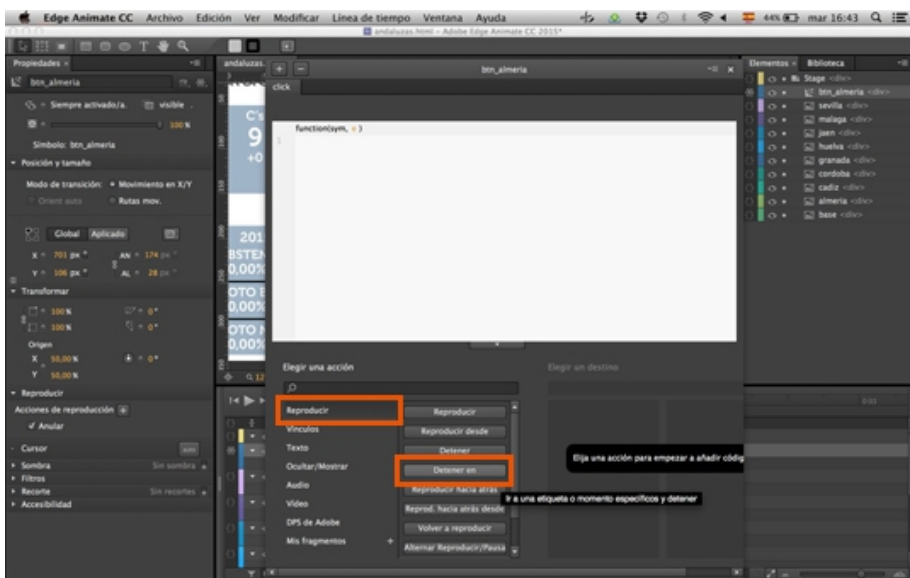 Edge Animate CC Archivo Edición Ver Modificar Línea de tiempo Ventana Ayuda
44% mar 16:43
andaluzas.html - Adobe Edge Animate CC 2015*
T
Propiedades
btn_almeria
Siempre activado/a.
visible
100 %
Símbolo: btn_almeria
Posición y tamaño
Modo de transición: Movimiento en X/Y
Orient auto Rutas mov.
Global Aplicado
X 701 px AN 174 px
Y 106 px AL 28 px
Transformar
100 % 0°
100 % 0°
Origen
X 50,00 % 0°
Y 50,00 %
Reproducir
Acciones de reproducción
Anular
Cursor auto
Sombra Sin sombra
Filtros
Recorte Sin recortes
Accesibilidad
andaluzas.
C's
9
+0
201
BSTEN
0,00%
OTO
0,00%
OTO
0,00%
btn_almeria
click
function(sym, e)
1
Elegir una acción
Elegir un destino
Reproducir
Vínculos
Texto
Ocultar/Mostrar
Audio
Vídeo
DPS de Adobe
Mis fragmentos +
Reproducir
Reproducir desde
Detener
Detener en
Reproducir hacia atrás
Reprod. hacia atrás desde
Volver a reproducir
Alternar Reproducir/Pausa
Elija una acción para empezar a añadir códig
Ir a una etiqueta o momento específicos y detener
Elementos Biblioteca
Stage <div>
btn_almeria <div>
sevilla <div>
malaga <div>
jaen <div>
huelva <div>
granada <div>
cordoba <div>
cadiz <div>
almeria <div>
base <div>